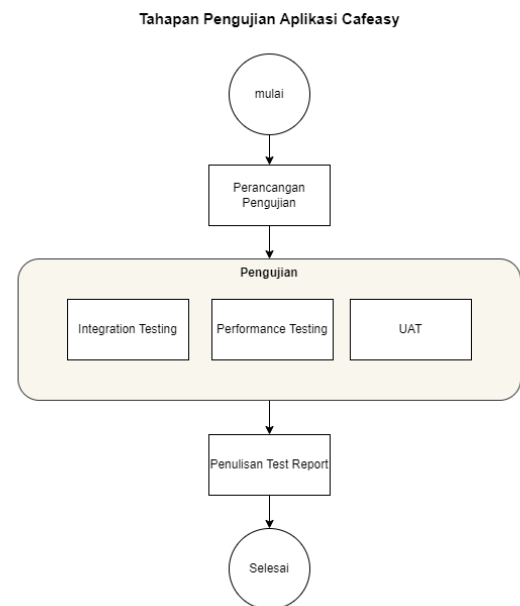 Tahapan Pengujian Aplikasi Cafeasy
mulai
Perancangan
Pengujian
Pengujian
Integration Testing
Performance Testing
UAT
Penulisan Test Report
Selesai